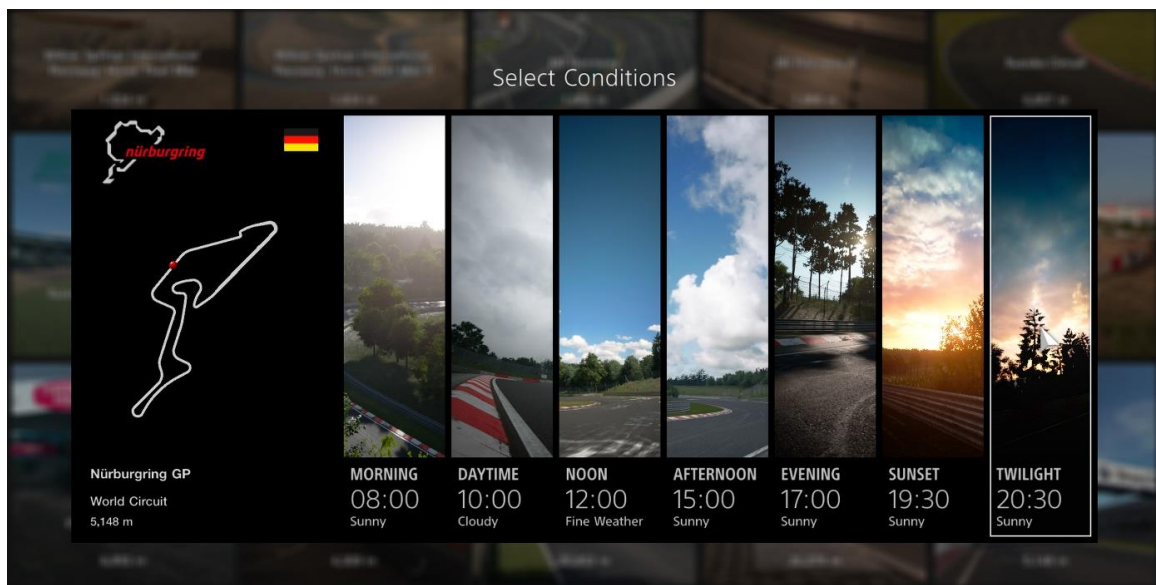 Select Conditions
nürburgring
Nürburgring GP
World Circuit
5,148 m
MORNING
08:00
Sunny
DAYTIME
10:00
Cloudy
NOON
12:00
Fine Weather
AFTERNOON
15:00
Sunny
EVENING
17:00
Sunny
SUNSET
19:30
Sunny
TWILIGHT
20:30
Sunny